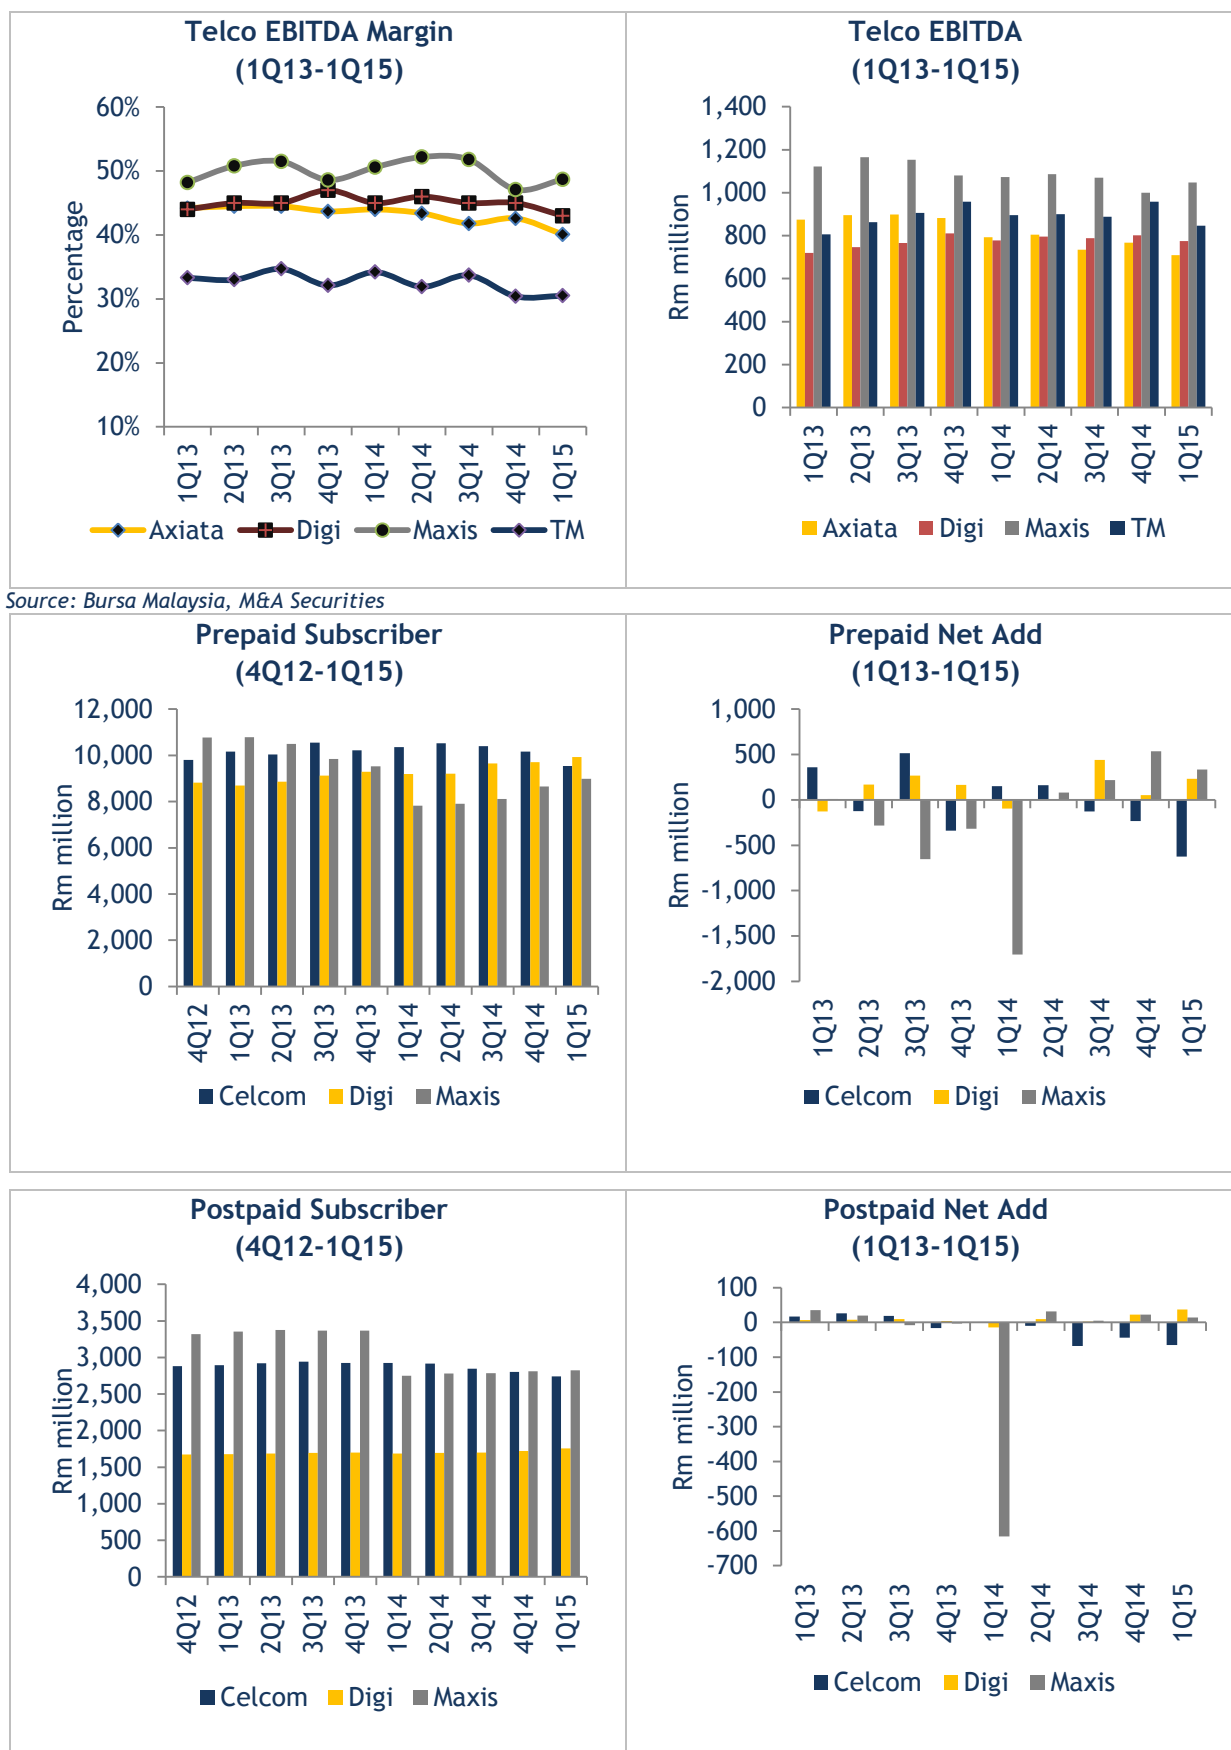 Telco EBITDA Margin
(1Q13-1Q15)
60%
50%
40%
30%
20%
10%
Percentage
1Q13 2Q13 3Q13 4Q13 1Q14 2Q14 3Q14 4Q14 1Q15
Axiata Digi Maxis TM
Telco EBITDA
(1Q13-1Q15)
1,400
1,200
1,000
800
600
400
200
0
Rm million
1Q13 2Q13 3Q13 4Q13 1Q14 2Q14 3Q14 4Q14 1Q15
Axiata Digi Maxis TM
Source: Bursa Malaysia, M&A Securities
Prepaid Subscriber
(4Q12-1Q15)
12,000
10,000
8,000
6,000
4,000
2,000
0
Rm million
4Q12 1Q13 2Q13 3Q13 4Q13 1Q14 2Q14 3Q14 4Q14 1Q15
Celcom Digi Maxis
Prepaid Net Add
(1Q13-1Q15)
1,000
500
0
-500
-1,000
-1,500
-2,000
Rm million
1Q13 2Q13 3Q13 4Q13 1Q14 2Q14 3Q14 4Q14 1Q15
Celcom Digi Maxis
Postpaid Subscriber
(4Q12-1Q15)
4,000
3,500
3,000
2,500
2,000
1,500
1,000
500
0
Rm million
4Q12 1Q13 2Q13 3Q13 4Q13 1Q14 2Q14 3Q14 4Q14 1Q15
Celcom Digi Maxis
Postpaid Net Add
(1Q13-1Q15)
100
0
-100
-200
-300
-400
-500
-600
-700
Rm million
1Q13 2Q13 3Q13 4Q13 1Q14 2Q14 3Q14 4Q14 1Q15
Celcom Digi Maxis